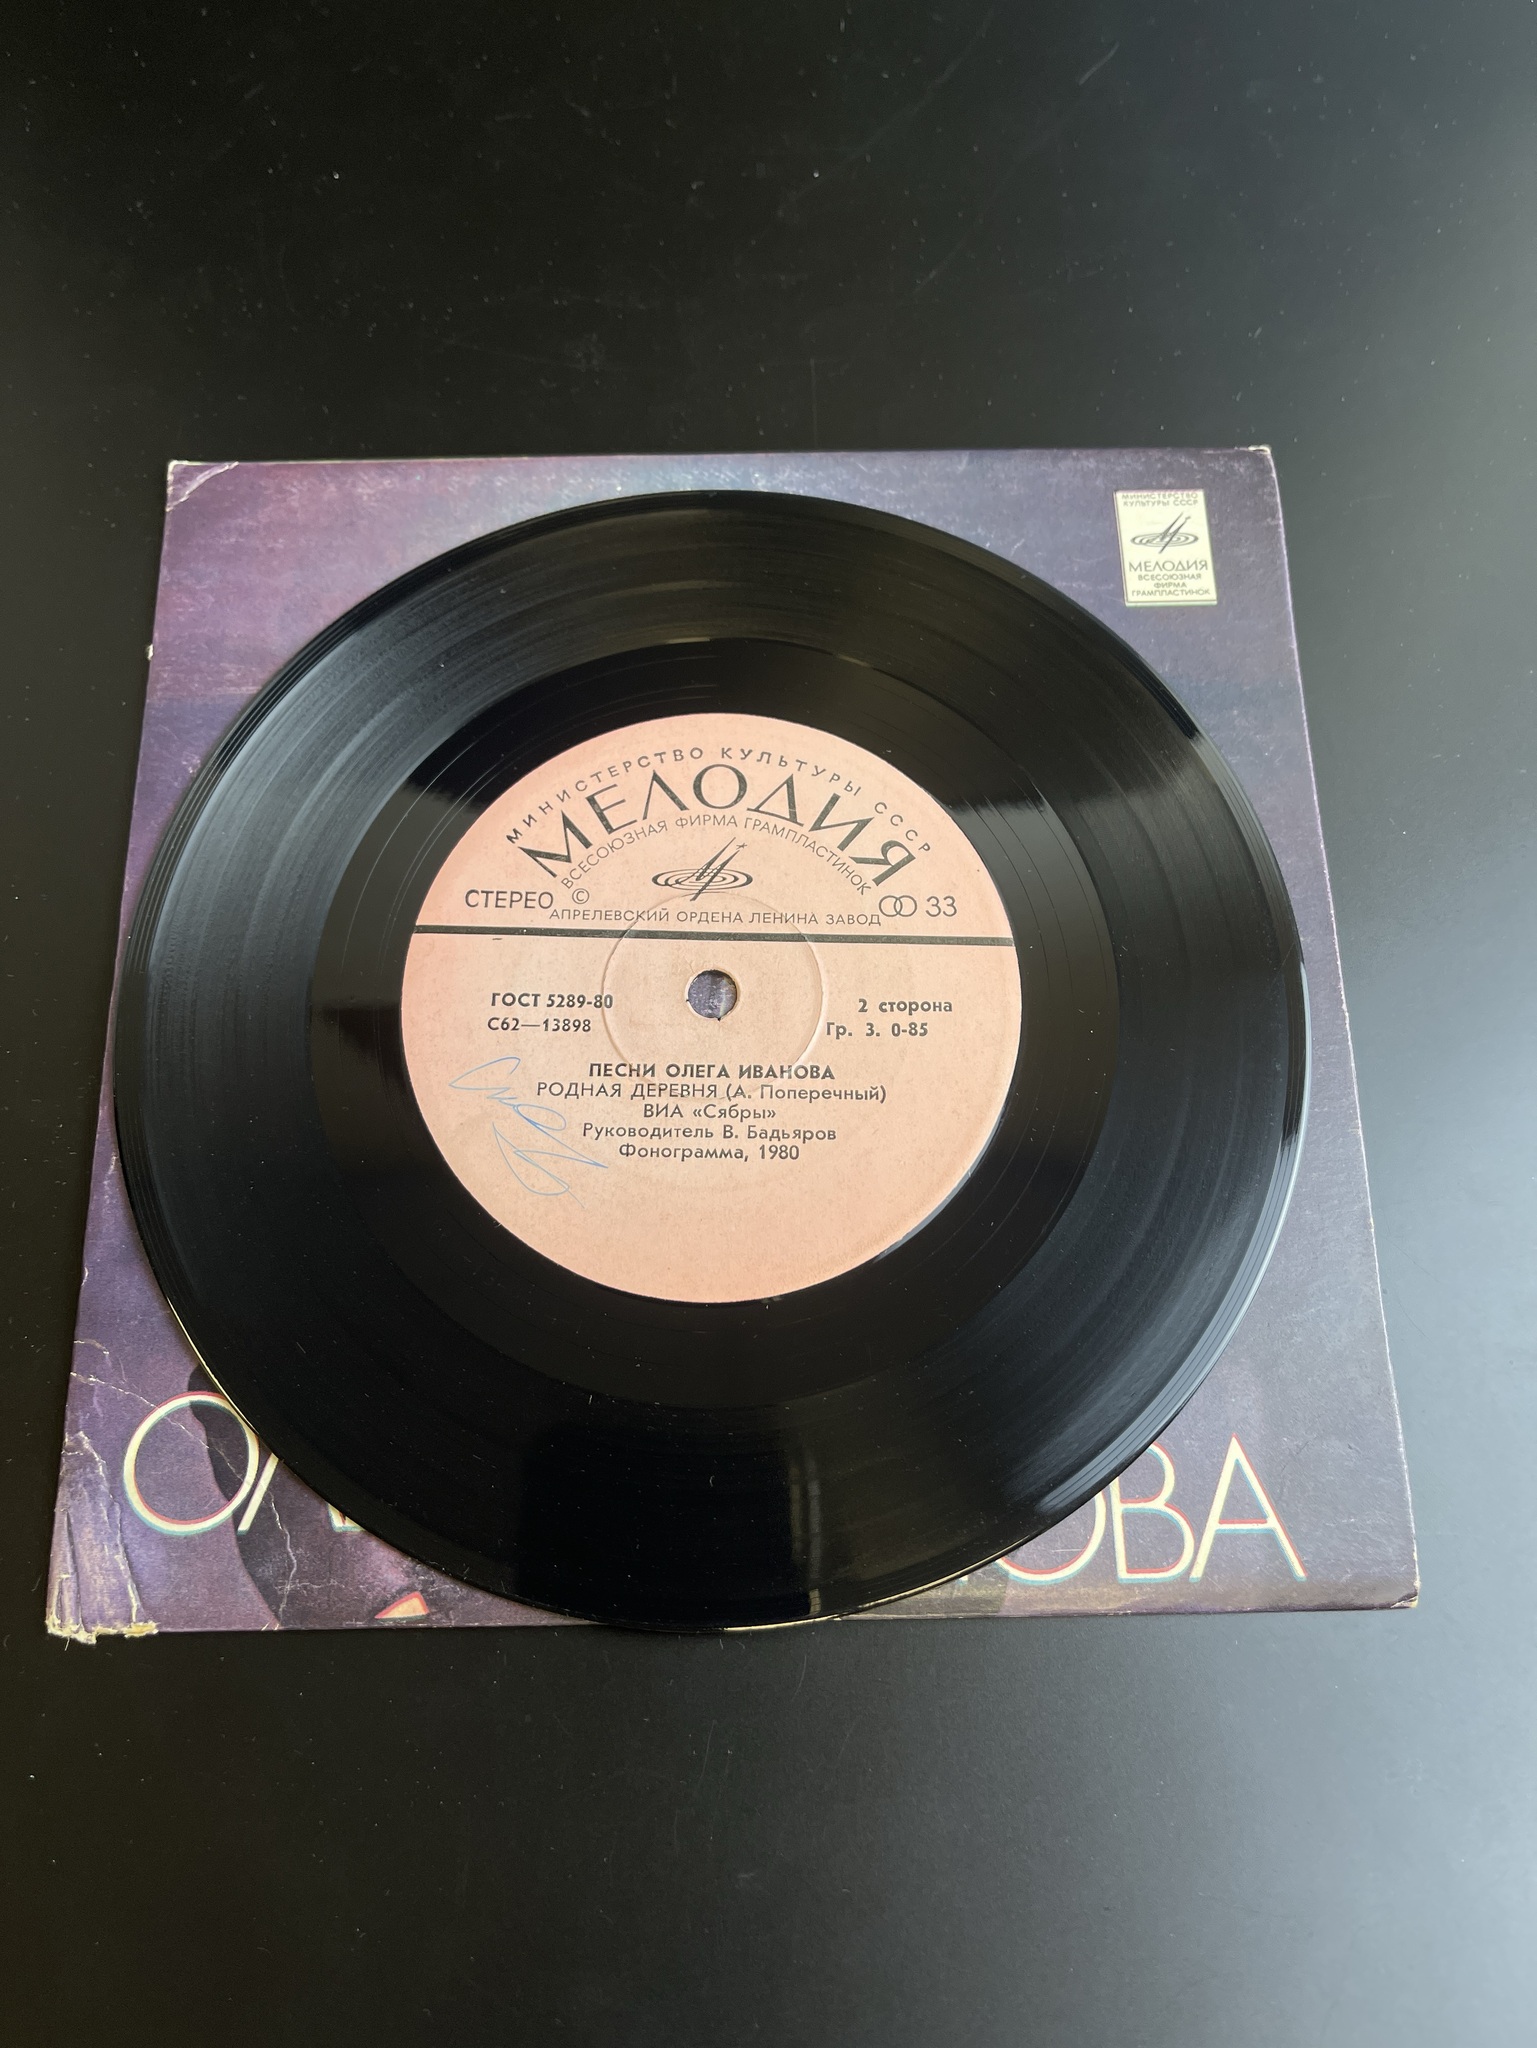 МИНИСТЕРСТВО
КУЛЬТУРЫ СССР
МЕЛОДИЯ
ВСЕСОЮЗНАЯ
ФИРМА
ГРАМПЛАСТИНОК
МИНИСТЕРСТВО КУЛЬТУРЫ СССР
МЕЛОДИЯ
ВСЕСОЮЗНАЯ ФИРМА ГРАМПЛАСТИНОК
СТЕРЕО © 33
АПРЕЛЕВСКИЙ ОРДЕНА ЛЕНИНА ЗАВОД
ГОСТ 5289-80 2 сторона
С62—13898 Гр. 3. 0-85
ПЕСНИ ОЛЕГА ИВАНОВА
РОДНАЯ ДЕРЕВНЯ (А. Поперечный)
ВИА «Сябры»
Руководитель В. Бадьяров
Фонограмма, 1980
ОВА